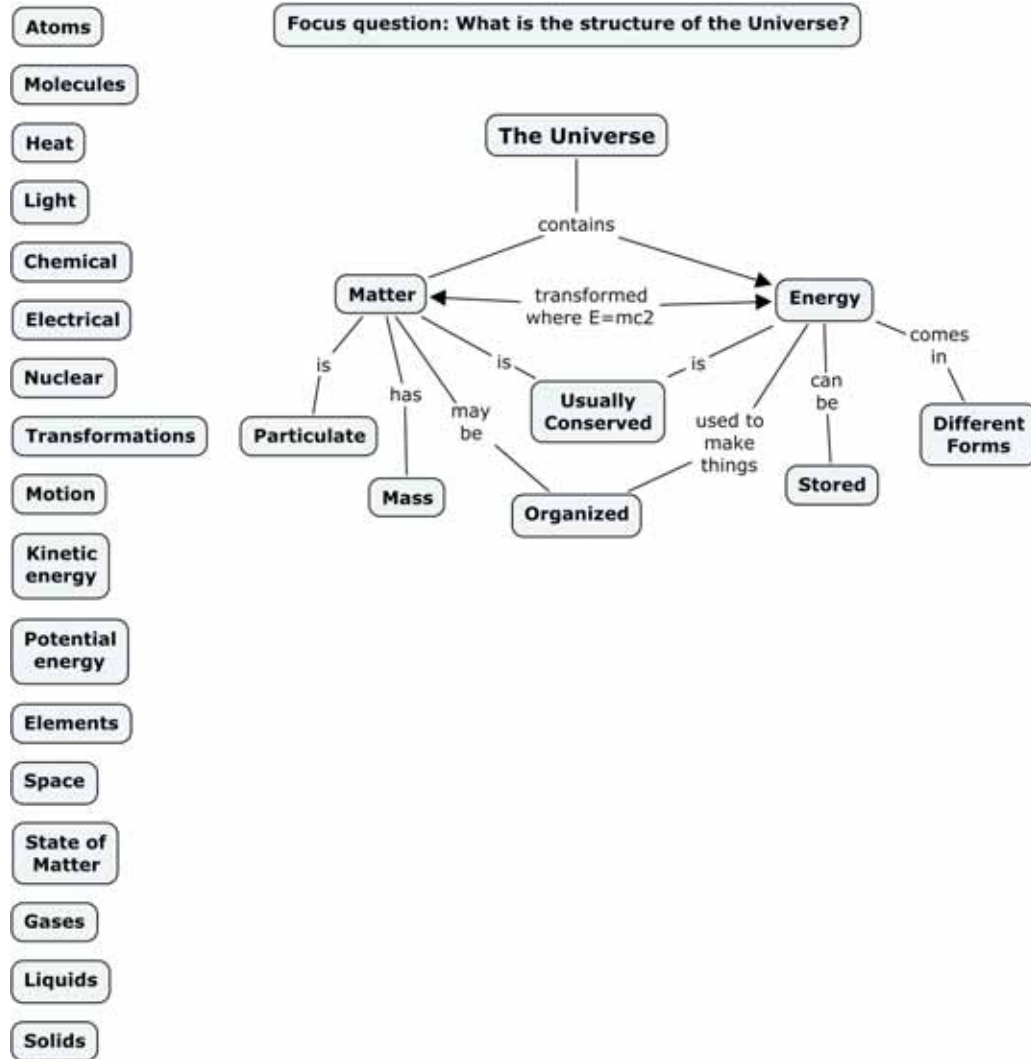 Focus question: What is the structure of the Universe?
Atoms
Molecules
Heat
Light
Chemical
Electrical
Nuclear
Transformations
Motion
Kinetic
energy
Potential
energy
Elements
Space
State of
Matter
Gases
Liquids
Solids
The Universe
contains
Matter
transformed
where E=mc2
Energy
is
has
may
be
is
is
used to
make
things
can
be
comes
in
Particulate
Mass
Usually
Conserved
Organized
Stored
Different
Forms